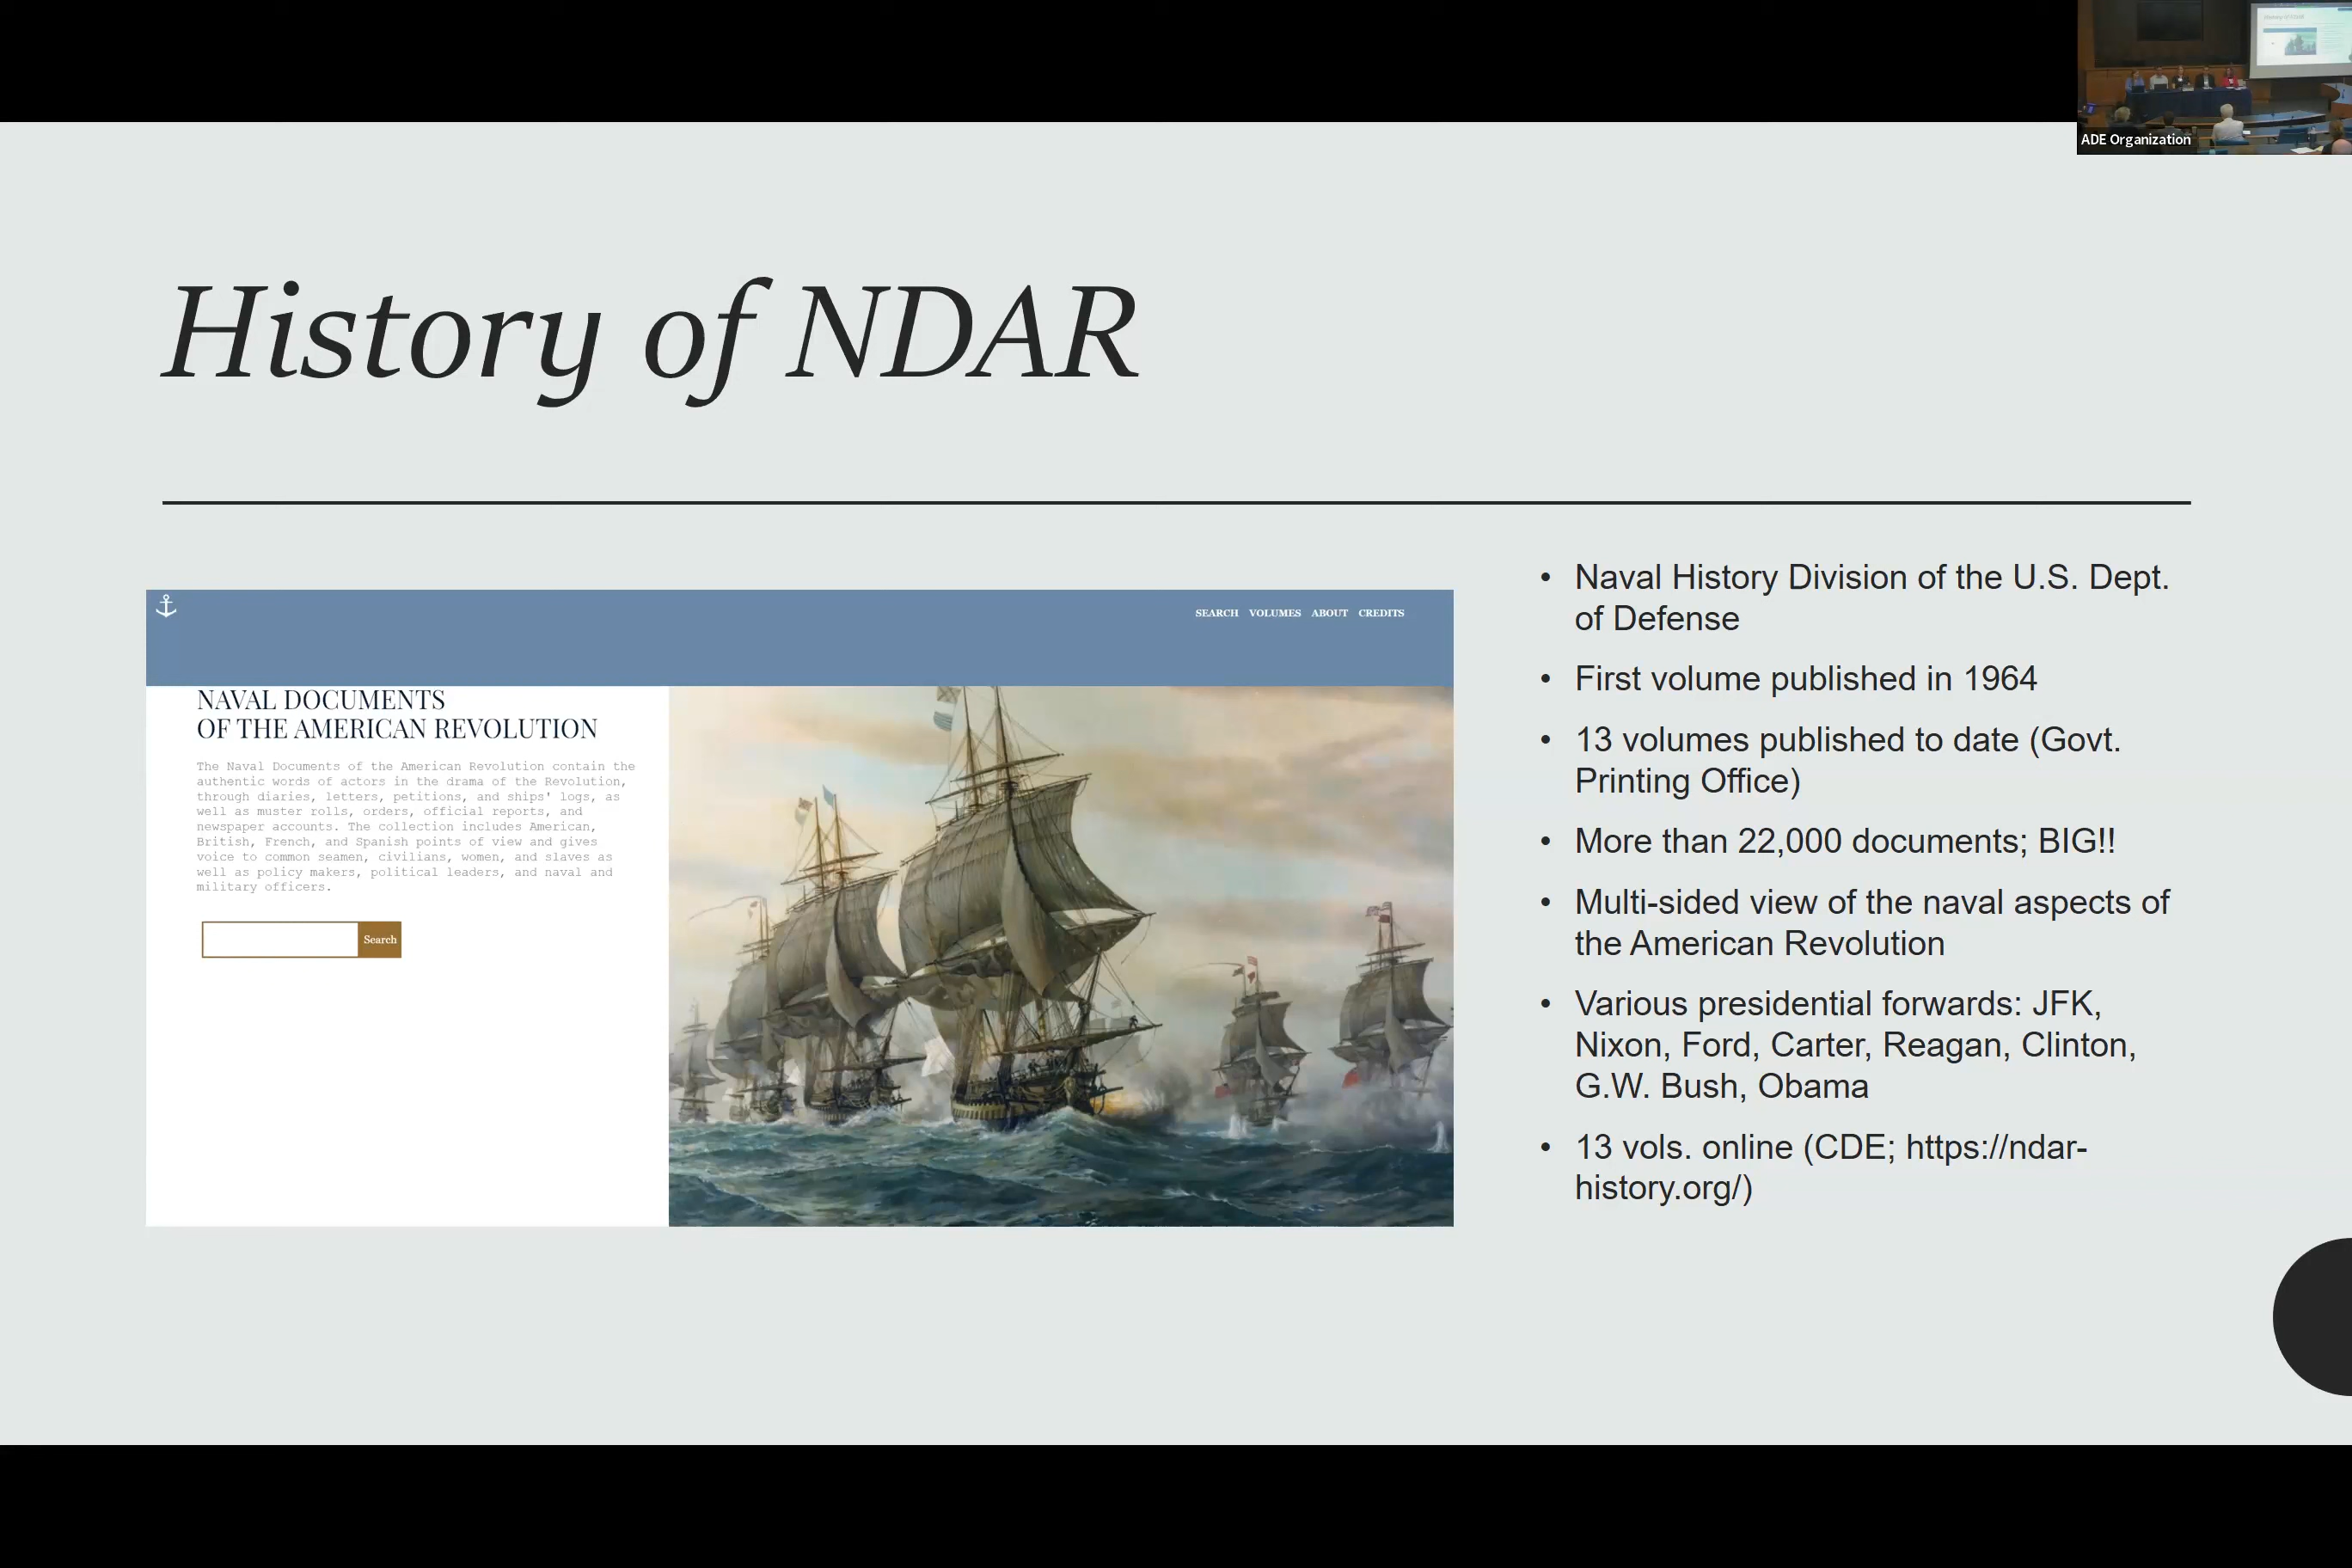 ADE Organization
History of NDAR
SEARCH VOLUMES ABOUT CREDITS
NAVAL DOCUMENTS
OF THE AMERICAN REVOLUTION
The Naval Documents of the American Revolution contain the
authentic words of actors in the drama of the Revolution,
through diaries, letters, petitions, and ships' logs, as
well as muster rolls, orders, official reports, and
newspaper accounts. The collection includes American,
British, French, and Spanish points of view and gives
voice to common seamen, civilians, women, and slaves as
well as policy makers, political leaders, and naval and
military officers.
Search
• Naval History Division of the U.S. Dept.
of Defense
• First volume published in 1964
• 13 volumes published to date (Govt.
Printing Office)
• More than 22,000 documents; BIG!!
• Multi-sided view of the naval aspects of
the American Revolution
• Various presidential forwards: JFK,
Nixon, Ford, Carter, Reagan, Clinton,
G.W. Bush, Obama
• 13 vols. online (CDE; https://ndar-
history.org/)